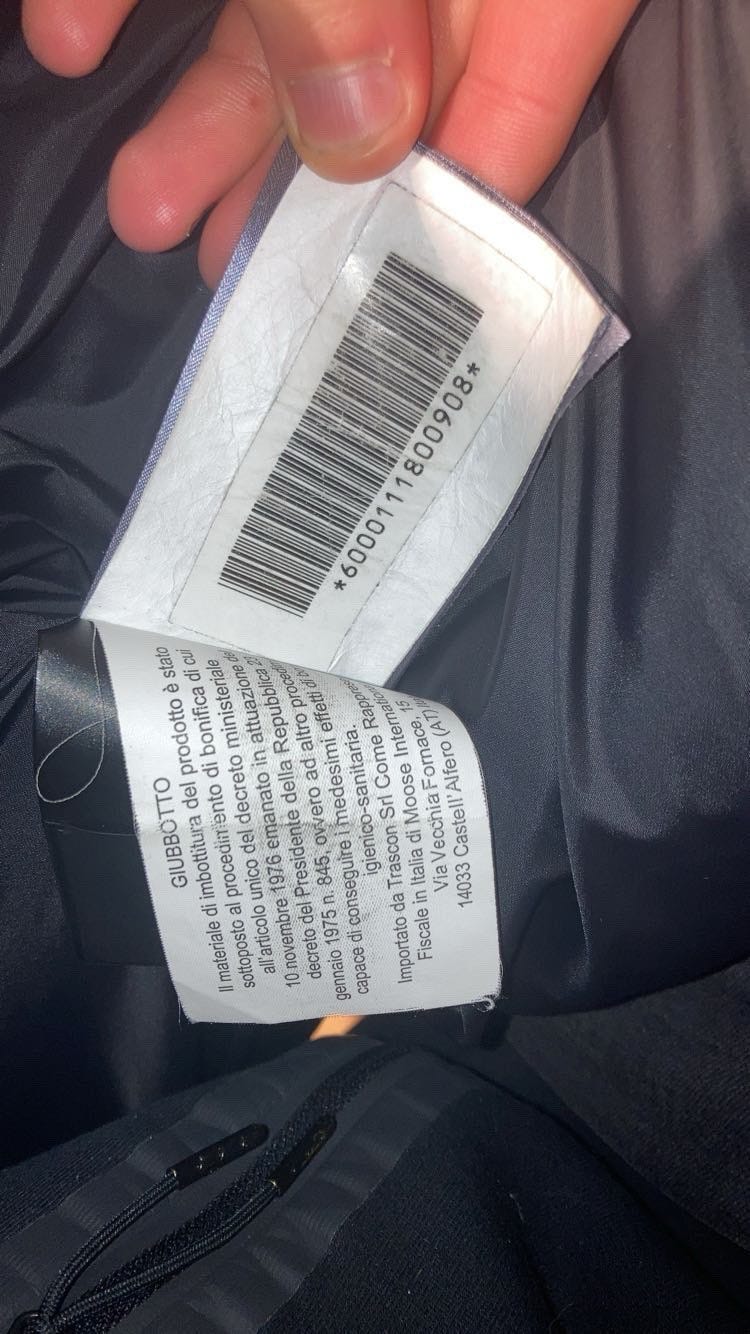 *6000111800908*
GIUBBOTTO
Il materiale di imbottitura del prodotto è stato
sottoposto al procedimento di bonifica di cui
all'articolo unico del decreto ministeriale
10 novembre 1976 emanato in attuazione
decreto del Presidente della Repubblica
gennaio 1975 n. 845, ovvero ad altro
capace di conseguire i medesimi effetti di
igienico-sanitaria.
Importato da Trascon Srl Come
Fiscale in Italia di Moose
Via Vecchia Fornace, 15
14033 Castell'Alfero (AT)